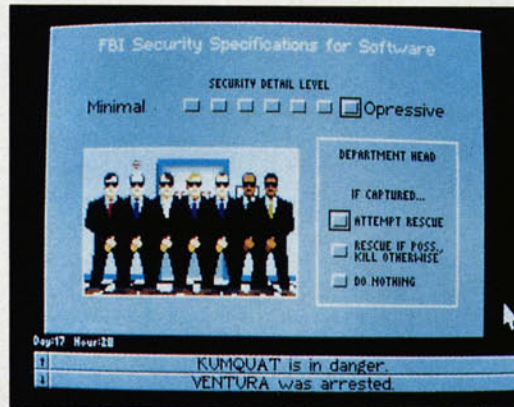 FBI Security Specifications for Software
SECURITY DETAIL LEVEL
Minimal Opressive
DEPARTMENT HEAD
IF CAPTURED...
ATTEMPT RESCUE
RESCUE IF POSS.,
KILL OTHERWISE
DO NOTHING
Day:17 Hour:20
KUMQUAT is in danger.
VENTURA was arrested.